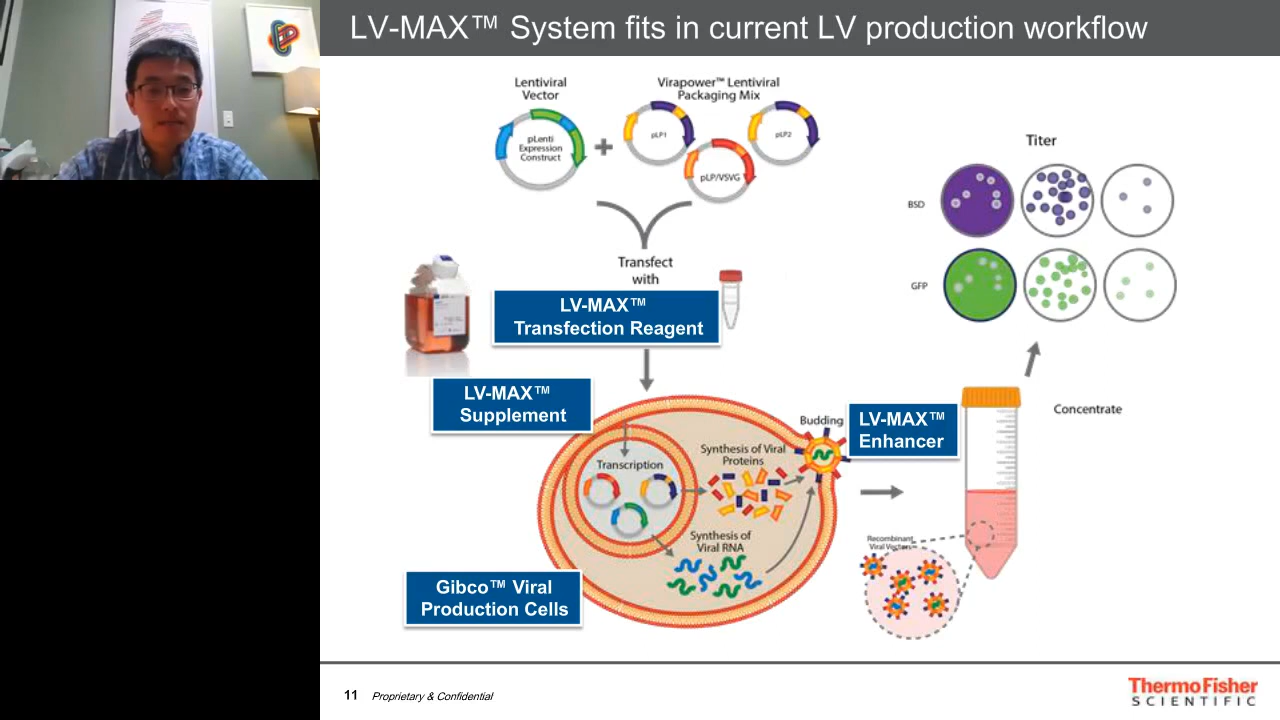 LV-MAX™ System fits in current LV production workflow
Lentiviral
Vector
Virapower™ Lentiviral
Packaging Mix
pLenti
Expression
Construct
pLP1
pLP2
pLP/VSVG
Transfect
with
LV-MAX™
Transfection Reagent
LV-MAX™
Supplement
Transcription
Synthesis of Viral
Proteins
Synthesis of
Viral RNA
Budding
LV-MAX™
Enhancer
Gibco™ Viral
Production Cells
Recombinant
Viral Vectors
Concentrate
Titer
BSD
GFP
11 Proprietary & Confidential
ThermoFisher
SCIENTIFIC